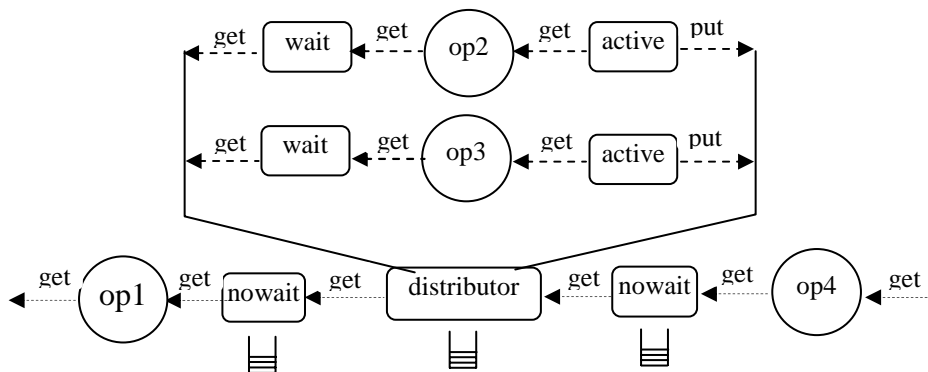 get wait get op2 get active put
get wait get op3 get active put
get op1 get nowait get distributor get nowait get op4 get